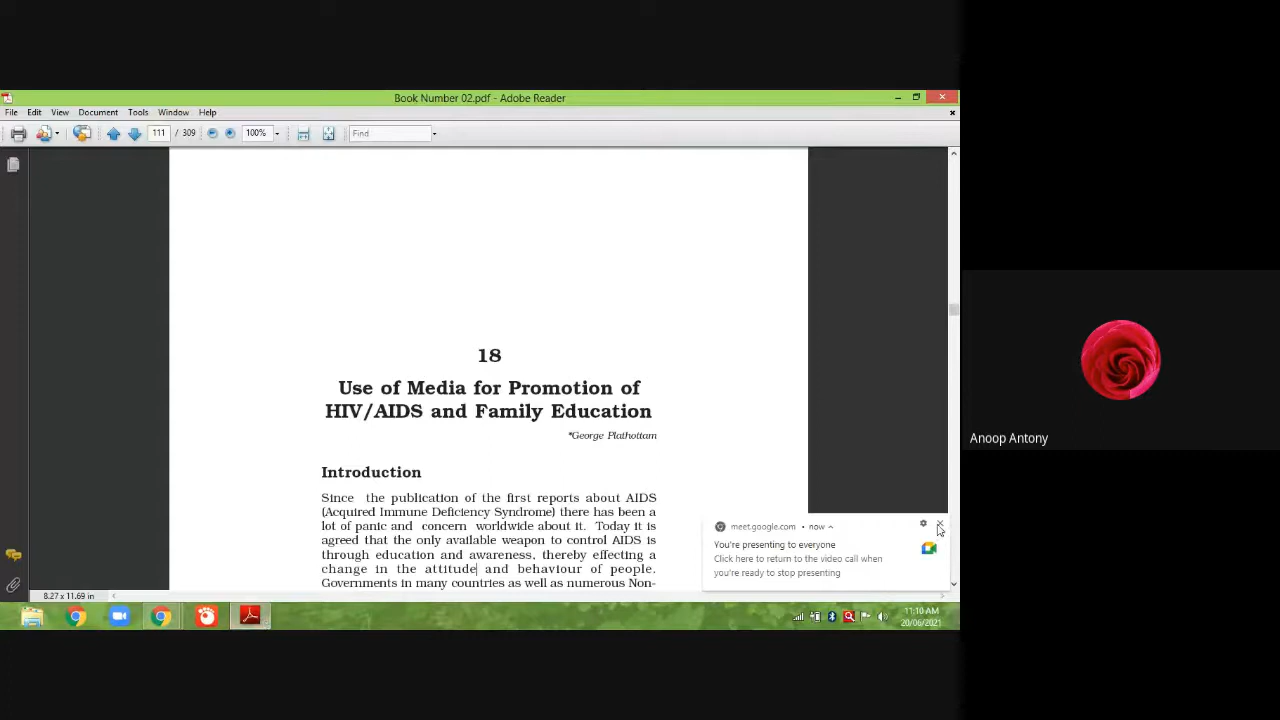 Book Number 02.pdf - Adobe Reader
File Edit View Document Tools Window Help
111 / 309 100% Find
18
Use of Media for Promotion of
HIV/AIDS and Family Education
*George Plathottam
Introduction
Since the publication of the first reports about AIDS
(Acquired Immune Deficiency Syndrome) there has been a
lot of panic and concern worldwide about it. Today it is
agreed that the only available weapon to control AIDS is
through education and awareness, thereby effecting a
change in the attitude and behaviour of people.
Governments in many countries as well as numerous Non-
meet.google.com • now
You're presenting to everyone
Click here to return to the video call when
you're ready to stop presenting
8.27 x 11.69 in
11:10 AM
20/06/2021
Anoop Antony